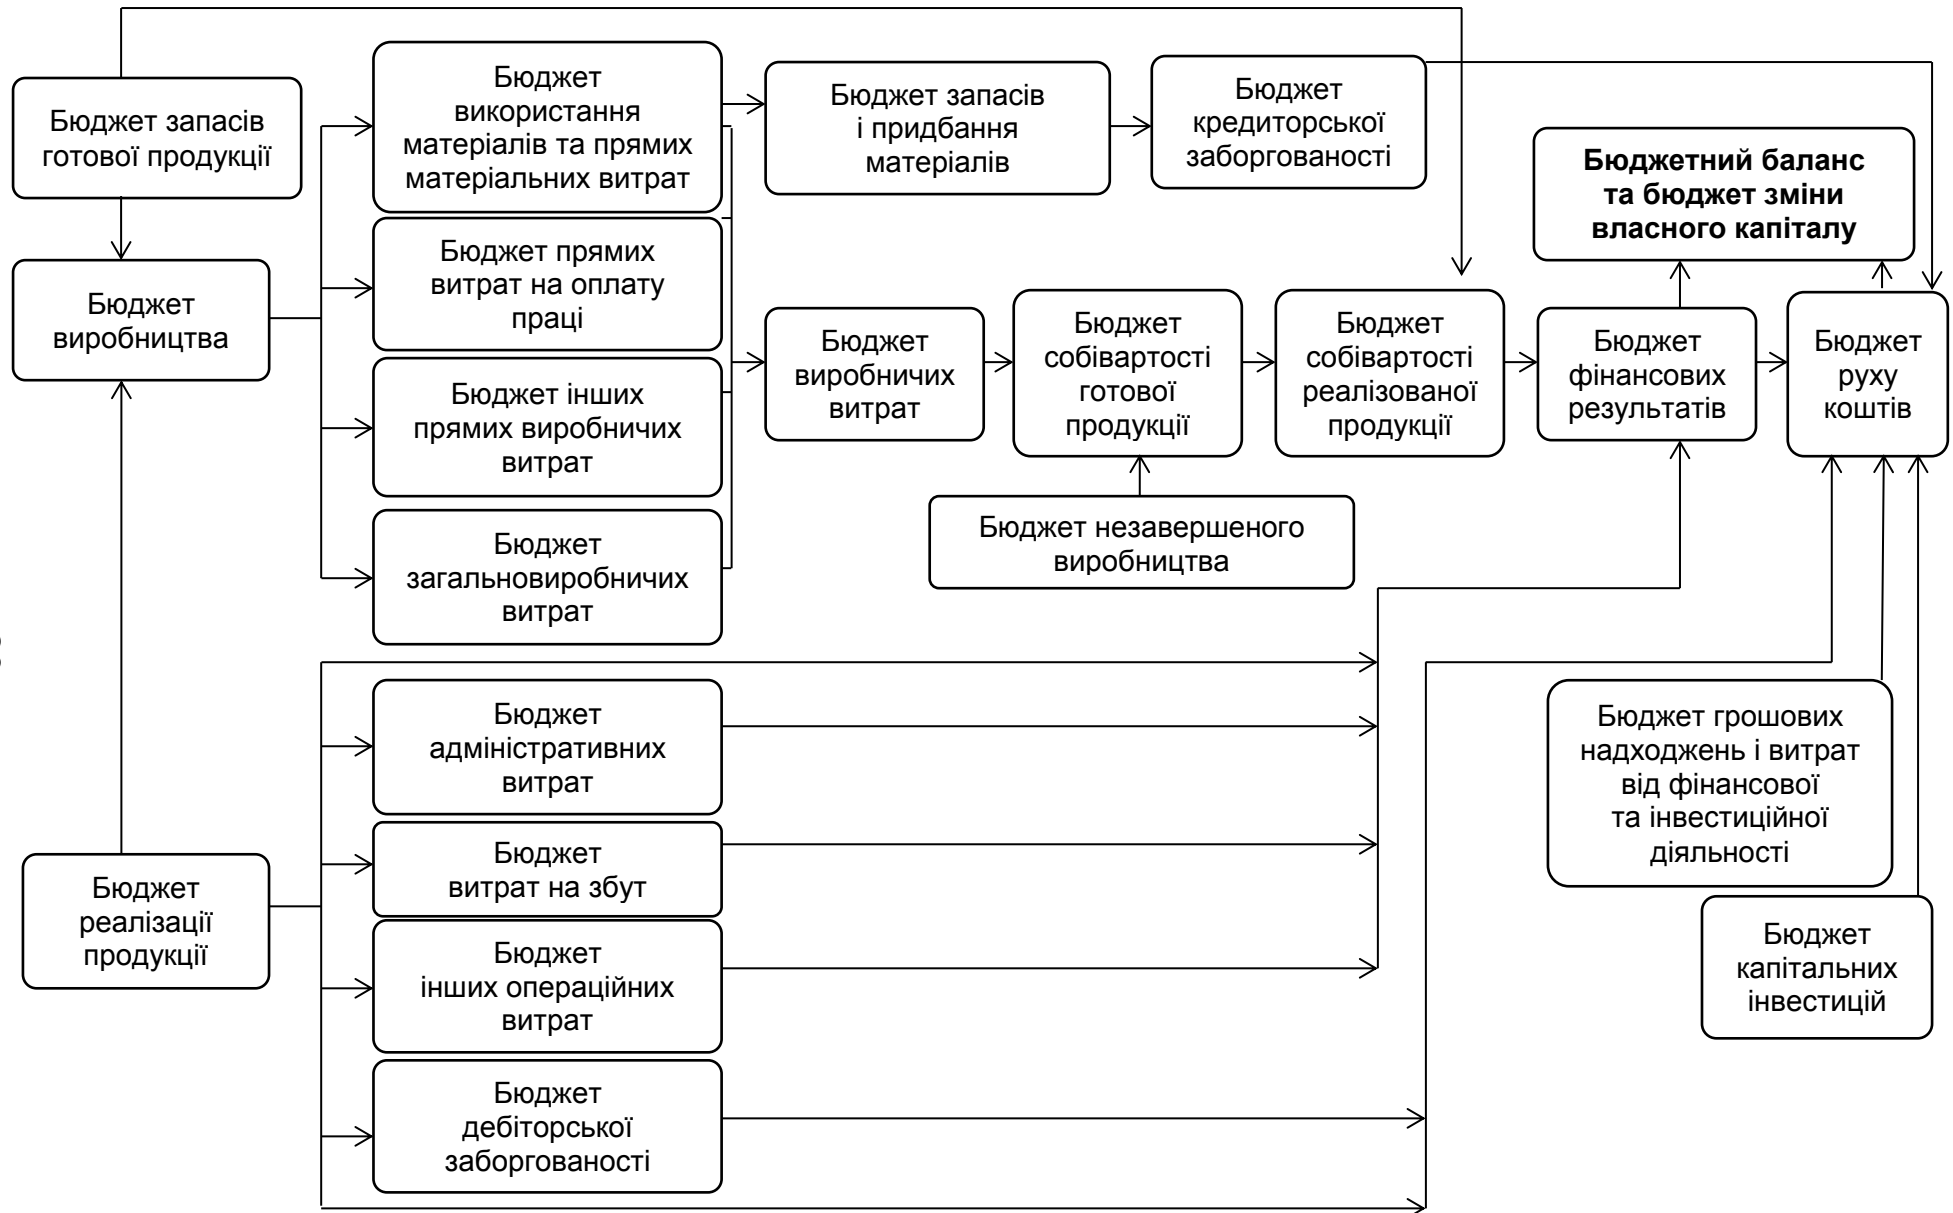 Бюджет запасів
готової продукції
Бюджет
виробництва
Бюджет
реалізації
продукції
Бюджет
використання
матеріалів та прямих
матеріальних витрат
Бюджет прямих
витрат на оплату
праці
Бюджет інших
прямих виробничих
витрат
Бюджет
загальновиробничих
витрат
Бюджет
адміністративних
витрат
Бюджет
витрат на збут
Бюджет
інших операційних
витрат
Бюджет
дебіторської
заборгованості
Бюджет запасів
і придбання
матеріалів
Бюджет
кредиторської
заборгованості
Бюджетний баланс
та бюджет зміни
власного капіталу
Бюджет
виробничих
витрат
Бюджет
собівартості
готової
продукції
Бюджет
собівартості
реалізованої
продукції
Бюджет
фінансових
результатів
Бюджет
руху
коштів
Бюджет незавершеного
виробництва
Бюджет грошових
надходжень і витрат
від фінансової
та інвестиційної
діяльності
Бюджет
капітальних
інвестицій